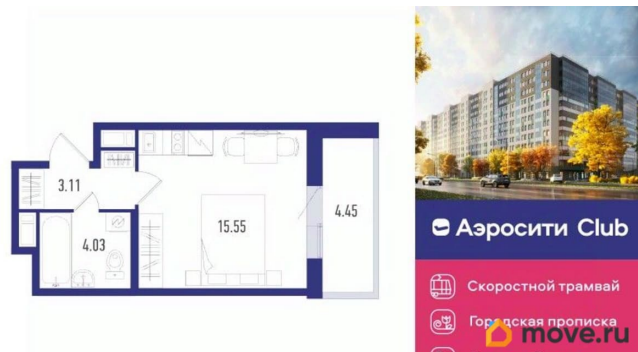 3.11
4.03
15.55
4.45
Аэросити Club
Скоростной трамвай
Городская прописка
move.ru